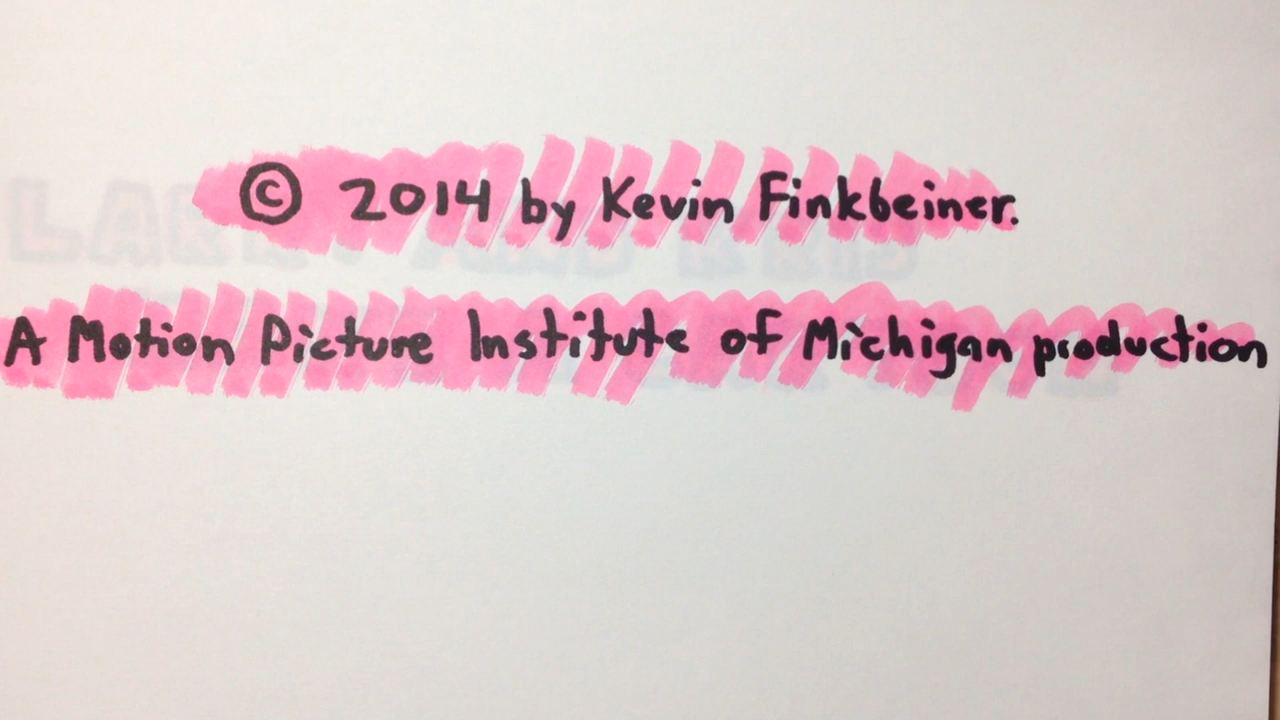 © 2014 by Kevin Finkbeiner.
A Motion Picture Institute of Michigan production